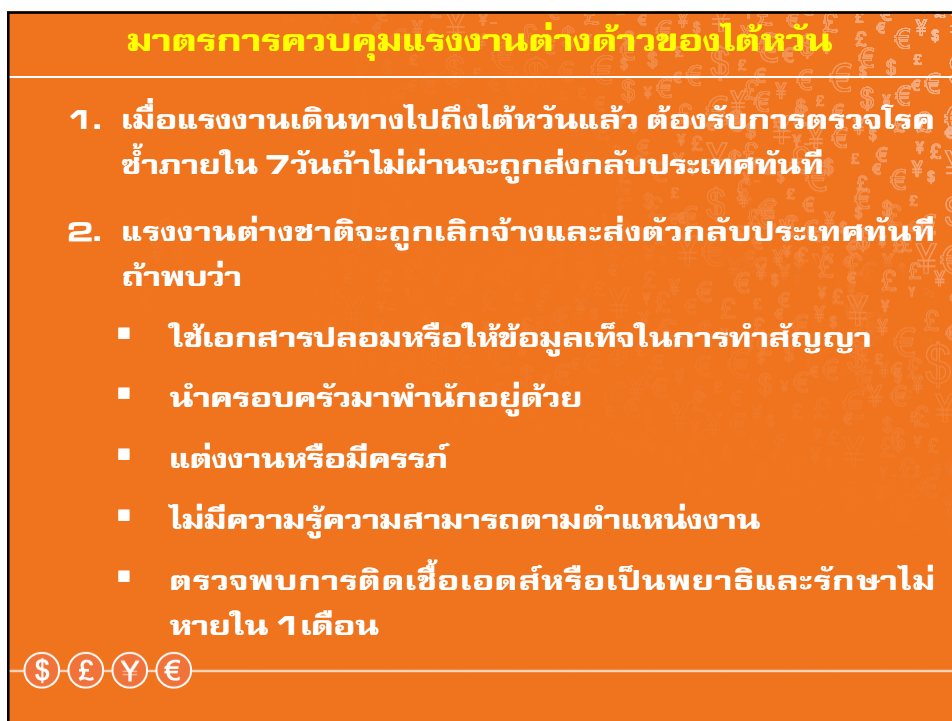 มาตรการควบคุมแรงงานต่างด้าวของไต้หวัน
1. เมื่อแรงงานเดินทางไปถึงไต้หวันแล้ว ต้องรับการตรวจโรค
ซ้ำภายใน 7วันถ้าไม่ผ่านจะถูกส่งกลับประเทศทันที
2. แรงงานต่างชาติจะถูกเลิกจ้างและส่งตัวกลับประเทศทันที
ถ้าพบว่า
▪ ใช้เอกสารปลอมหรือให้ข้อมูลเท็จในการทำสัญญา
▪ นำครอบครัวมาพำนักอยู่ด้วย
▪ แต่งงานหรือมีครรภ์
▪ ไม่มีความรู้ความสามารถตามตำแหน่งงาน
▪ ตรวจพบการติดเชื้อเอดส์หรือเป็นพยาธิและรักษาไม่
หายใน 1เดือน
$ £ ¥ €